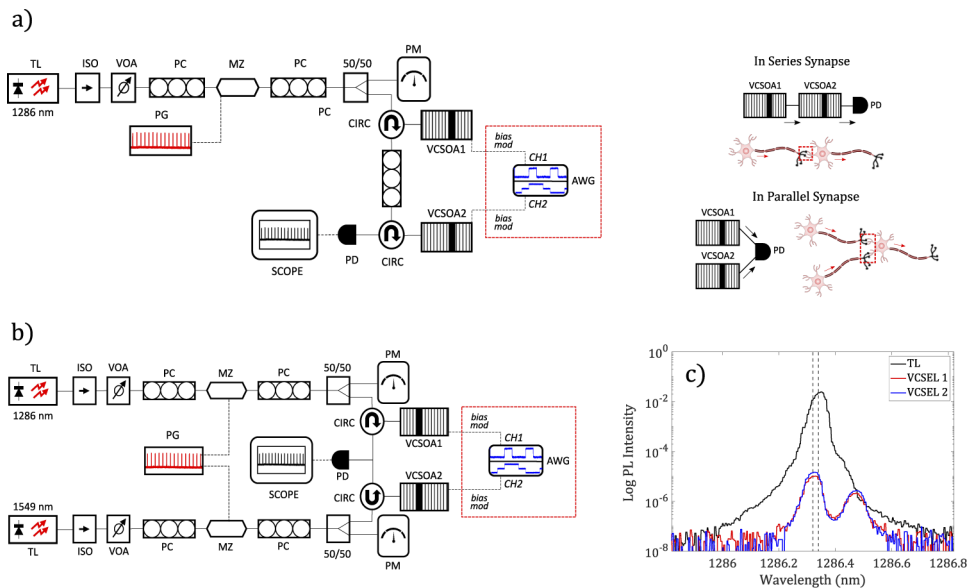 a)
TL
ISO
VOA
PC
MZ
PC
50/50
PM
1286 nm
PG
PC
CIRC
VCSOA1
bias
mod
CH1
AWG
CH2
bias
mod
VCSOA2
SCOPE
PD
CIRC
In Series Synapse
VCSOA1
VCSOA2
PD
In Parallel Synapse
VCSOA1
PD
VCSOA2
b)
TL
ISO
VOA
PC
MZ
PC
50/50
PM
1286 nm
CIRC
VCSOA1
bias
mod
CH1
PG
AWG
SCOPE
PD
CH2
bias
mod
CIRC
VCSOA2
1549 nm
TL
ISO
VOA
PC
MZ
PC
50/50
PM
c)
TL
VCSEL 1
VCSEL 2
Log PL Intensity
10^0
10^-2
10^-4
10^-6
10^-8
1286
1286.2
1286.4
1286.6
1286.8
Wavelength (nm)